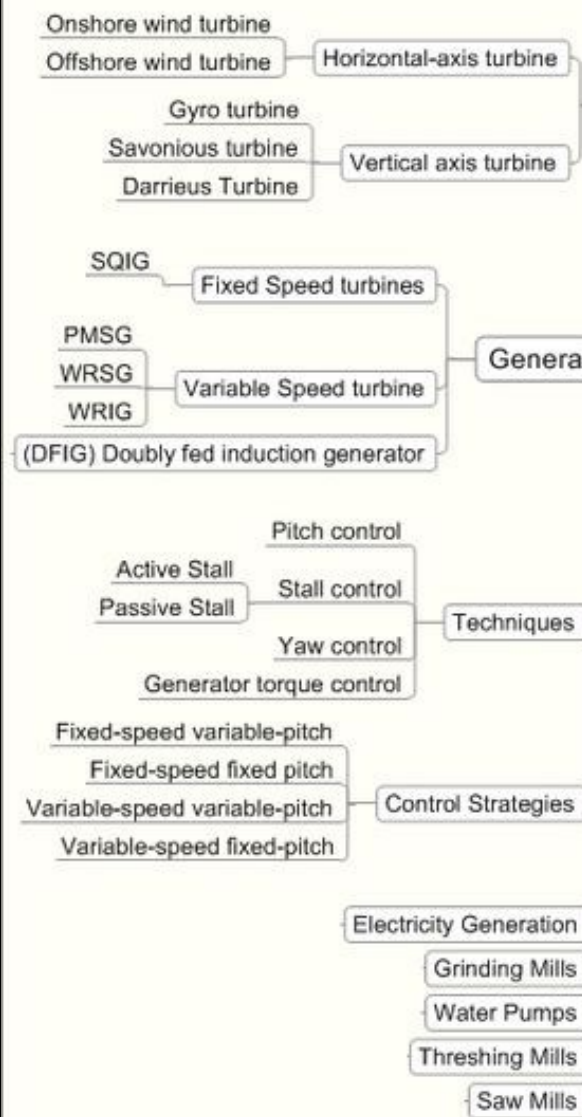 Onshore wind turbine
Offshore wind turbine
Horizontal-axis turbine
Gyro turbine
Savonious turbine
Darrieus Turbine
Vertical axis turbine
SQIG
Fixed Speed turbines
PMSG
WRSG
WRIG
Variable Speed turbine
Genera
(DFIG) Doubly fed induction generator
Pitch control
Active Stall
Passive Stall
Stall control
Yaw control
Generator torque control
Techniques
Fixed-speed variable-pitch
Fixed-speed fixed pitch
Variable-speed variable-pitch
Variable-speed fixed-pitch
Control Strategies
Electricity Generation
Grinding Mills
Water Pumps
Threshing Mills
Saw Mills